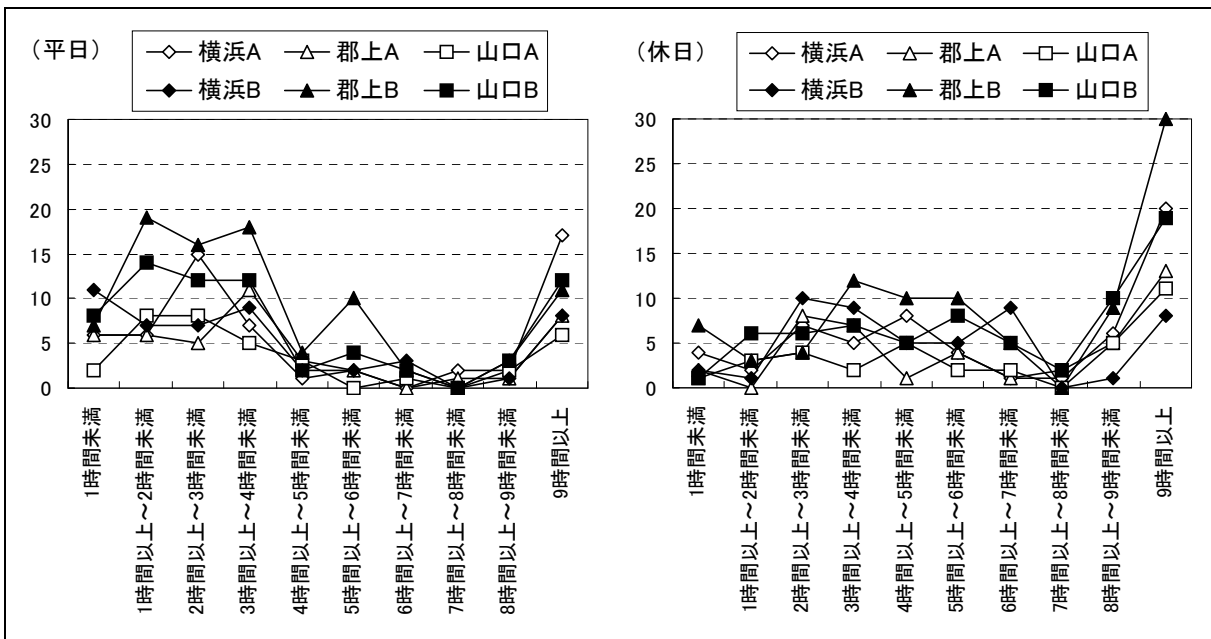 （平日）
横浜A 郡上A 山口A
横浜B 郡上B 山口B
30
25
20
15
10
5
0
1時間未満
1時間以上～2時間未満
2時間以上～3時間未満
3時間以上～4時間未満
4時間以上～5時間未満
5時間以上～6時間未満
6時間以上～7時間未満
7時間以上～8時間未満
8時間以上～9時間未満
9時間以上
（休日）
横浜A 郡上A 山口A
横浜B 郡上B 山口B
30
25
20
15
10
5
0
1時間未満
1時間以上～2時間未満
2時間以上～3時間未満
3時間以上～4時間未満
4時間以上～5時間未満
5時間以上～6時間未満
6時間以上～7時間未満
7時間以上～8時間未満
8時間以上～9時間未満
9時間以上